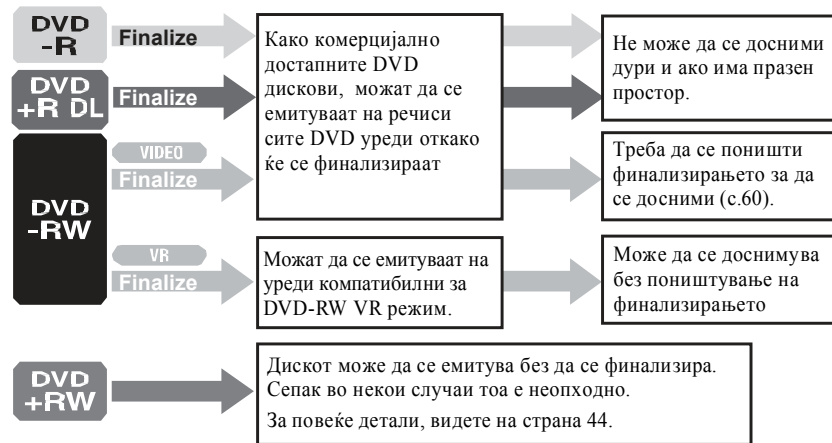 DVD
-R
Finalize
DVD
+R DL
Finalize
Како комерцијално
достапните DVD
дискови, можат да се
емитуваат на речиси
сите DVD уреди откако
ќе се финализираат
Не може да се досними
дури и ако има празен
простор.
DVD
-RW
VIDEO
Finalize
Треба да се поништи
финализирањето за да
се досними (с.60).
VR
Finalize
Можат да се емитуваат на
уреди компатибилни за
DVD-RW VR режим.
Може да се доснимува
без поништување на
финализирањето
DVD
+RW
Дискот може да се емитува без да се финализира.
Сепак во некои случаи тоа е неопходно.
За повеќе детали, видете на страна 44.